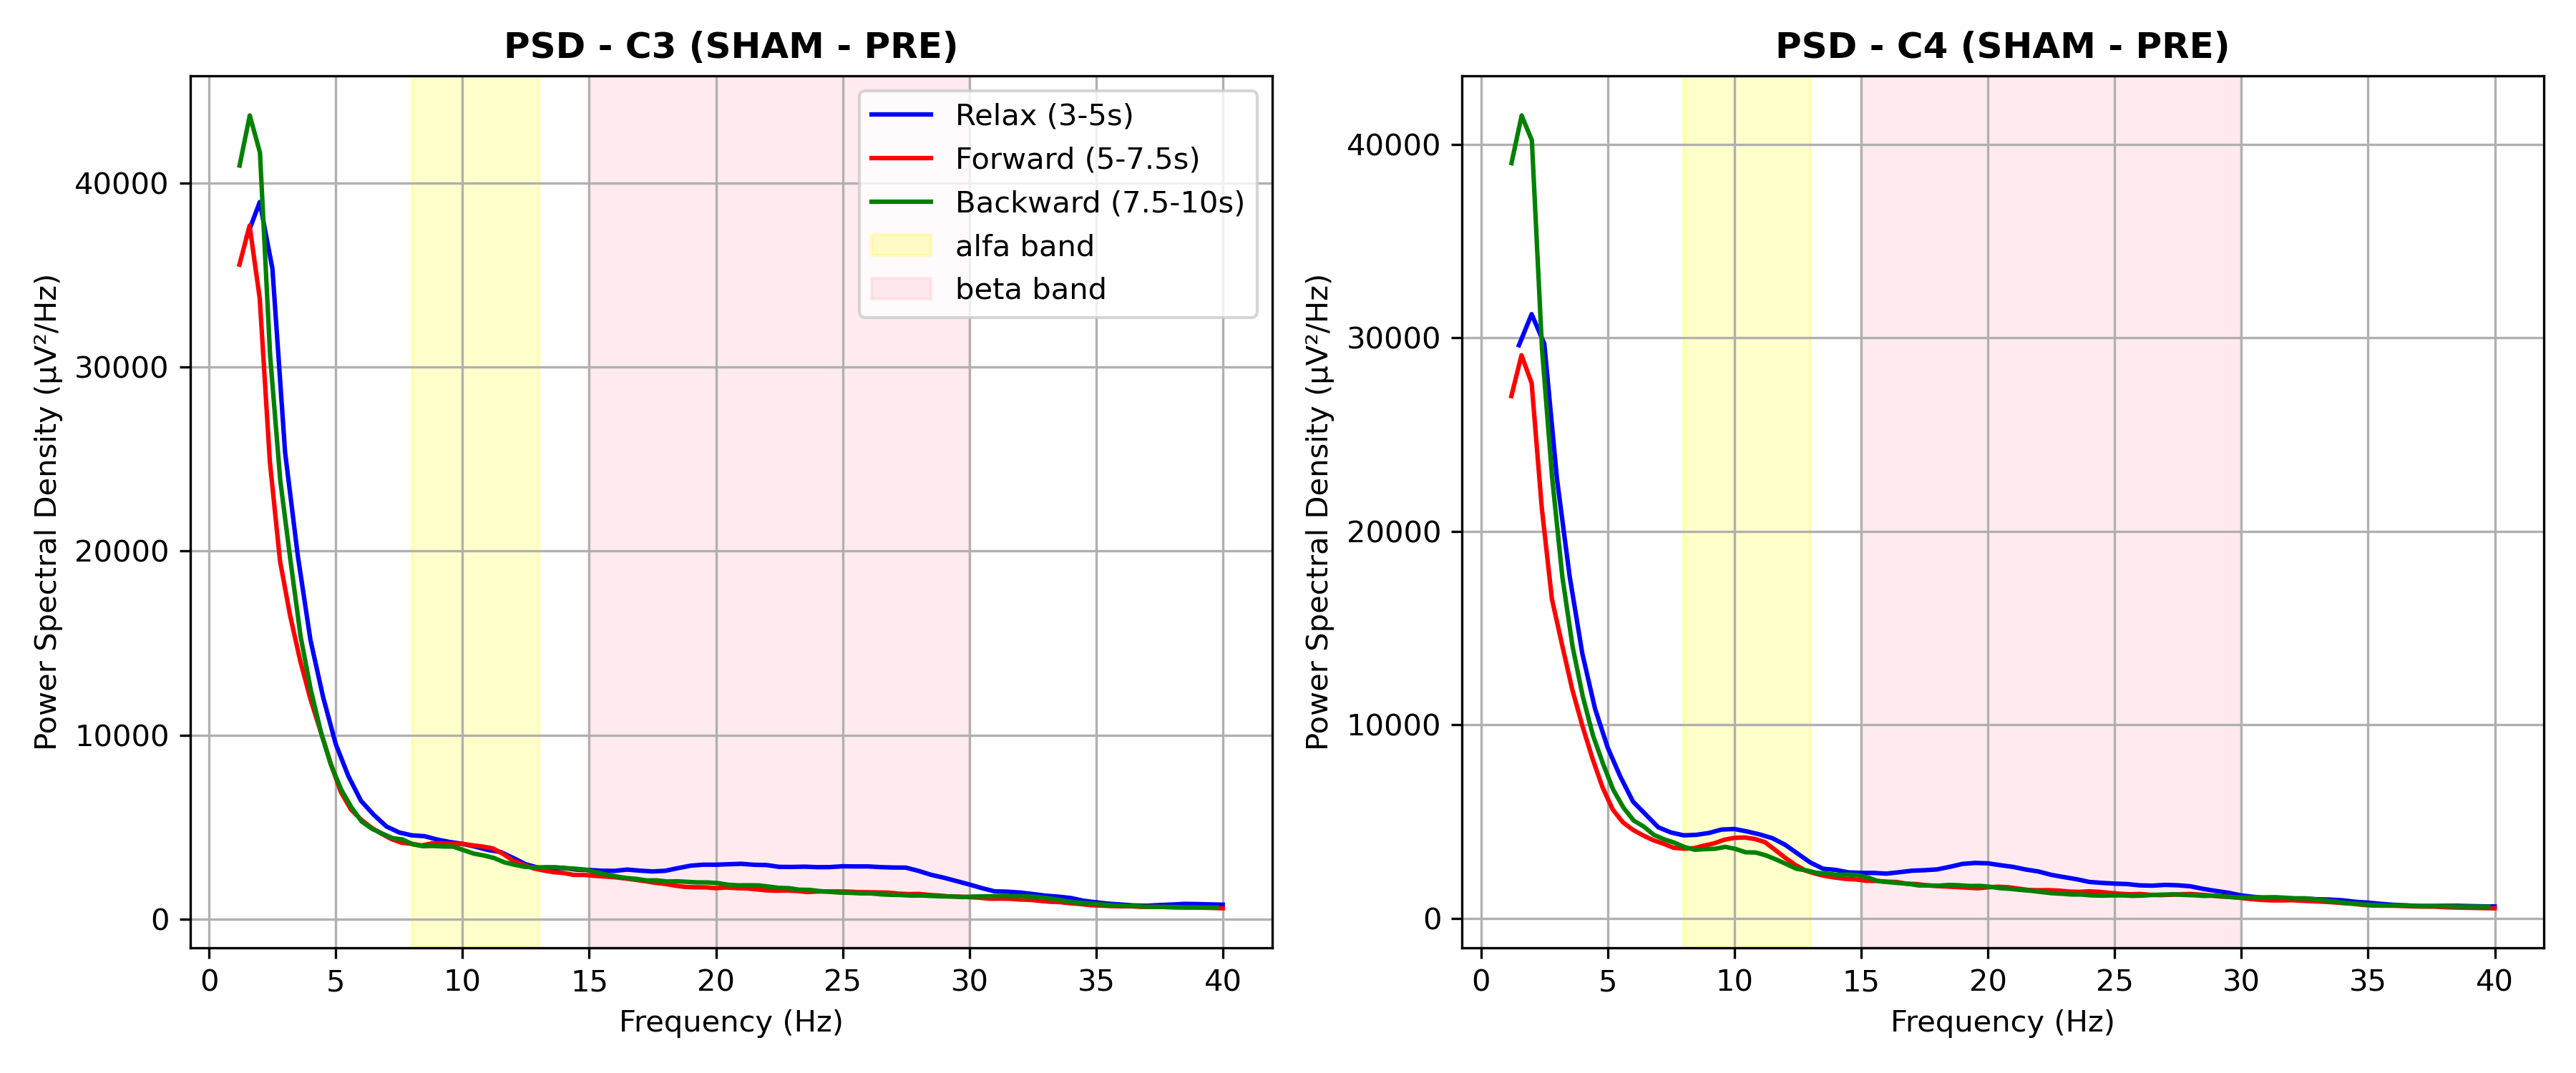 PSD - C3 (SHAM - PRE)
Power Spectral Density (µV²/Hz)
40000
30000
20000
10000
0
Relax (3-5s)
Forward (5-7.5s)
Backward (7.5-10s)
alfa band
beta band
0 5 10 15 20 25 30 35 40
Frequency (Hz)
PSD - C4 (SHAM - PRE)
Power Spectral Density (µV²/Hz)
40000
30000
20000
10000
0
0 5 10 15 20 25 30 35 40
Frequency (Hz)